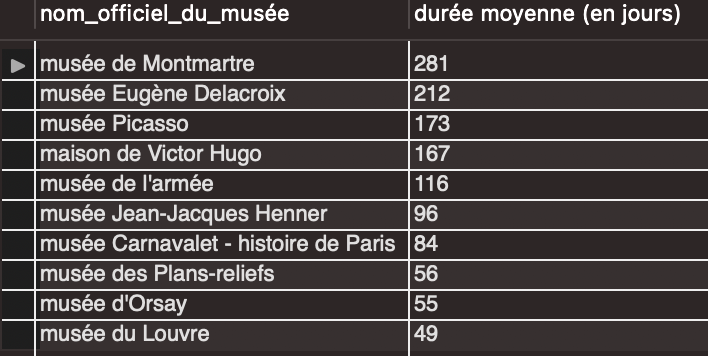 nom_officiel_du_musée durée moyenne (en jours)
musée de Montmartre 281
musée Eugène Delacroix 212
musée Picasso 173
maison de Victor Hugo 167
musée de l'armée 116
musée Jean-Jacques Henner 96
musée Carnavalet - histoire de Paris 84
musée des Plans-reliefs 56
musée d'Orsay 55
musée du Louvre 49